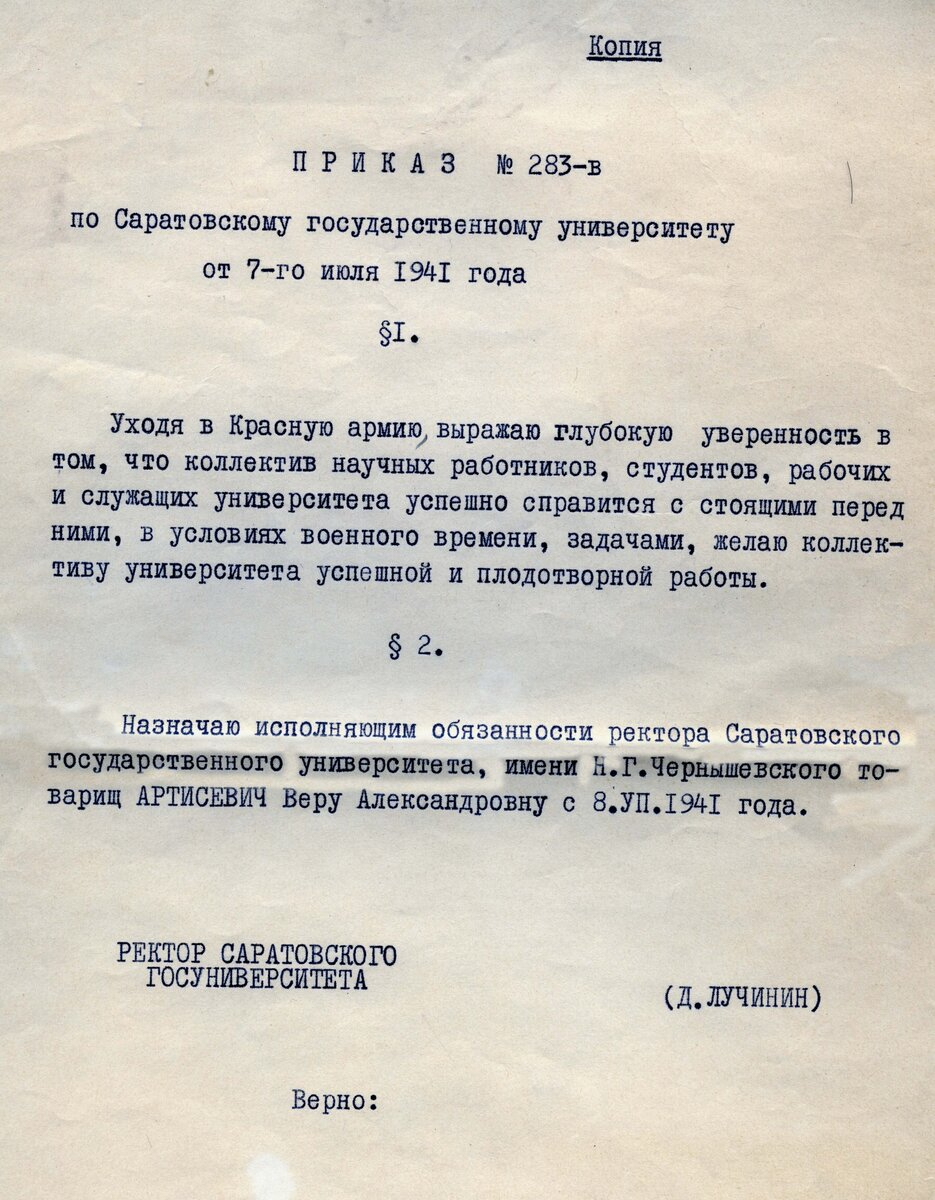 Копия
ПРИКАЗ № 283-в
по Саратовскому государственному университету
от 7-го июля 1941 года
§I.
Уходя в Красную армию, выражаю глубокую уверенность в
том, что коллектив научных работников, студентов, рабочих
и служащих университета успешно справится с стоящими перед
ними, в условиях военного времени, задачами, желаю коллек-
тиву университета успешной и плодотворной работы.
§ 2.
Назначаю исполняющим обязанности ректора Саратовского
государственного университета, имени Н.Г.Чернышевского то-
варищ АРТИСЕВИЧ Веру Александровну с 8.УП.1941 года.
РЕКТОР САРАТОВСКОГО
ГОСУНИВЕРСИТЕТА
(Д.ЛУЧИНИН)
Верно: